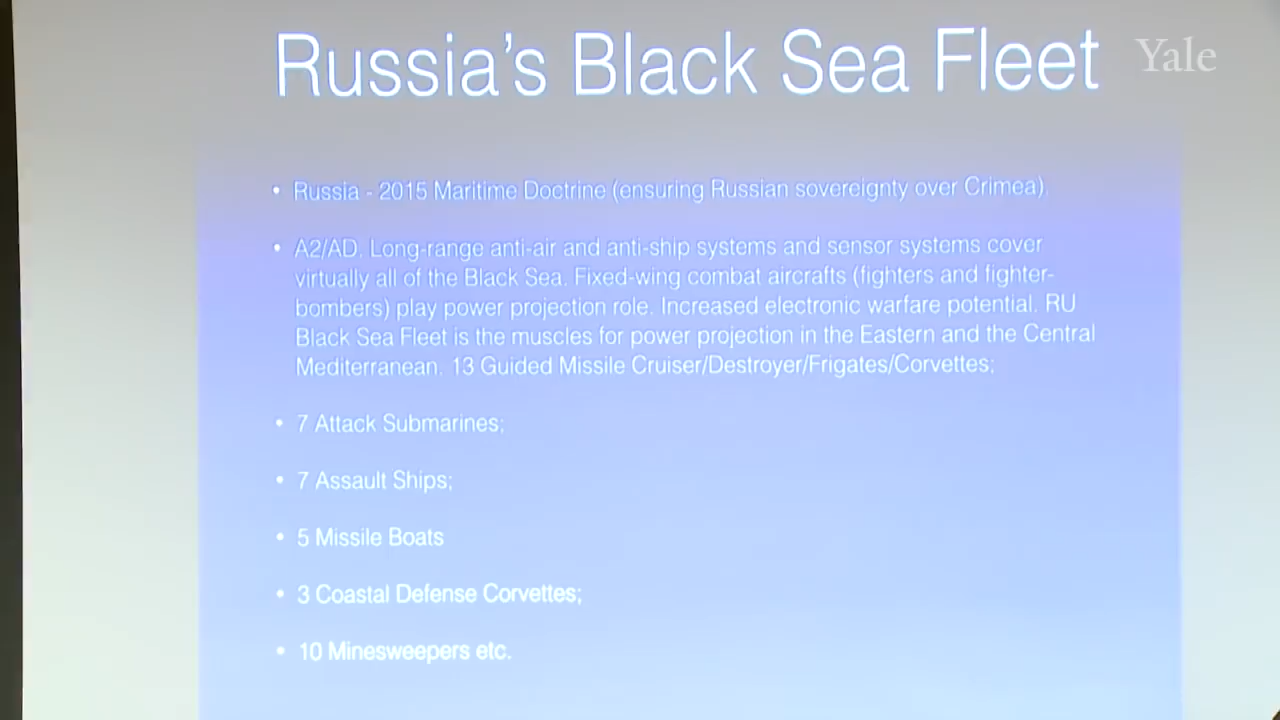 Russia's Black Sea Fleet
Yale
• Russia - 2015 Maritime Doctrine (ensuring Russian sovereignty over Crimea).
• A2/AD. Long-range anti-air and anti-ship systems and sensor systems cover
virtually all of the Black Sea. Fixed-wing combat aircrafts (fighters and fighter-
bombers) play power projection role. Increased electronic warfare potential. RU
Black Sea Fleet is the muscles for power projection in the Eastern and the Central
Mediterranean. 13 Guided Missile Cruiser/Destroyer/Frigates/Corvettes;
• 7 Attack Submarines;
• 7 Assault Ships;
• 5 Missile Boats
• 3 Coastal Defense Corvettes;
• 10 Minesweepers etc.